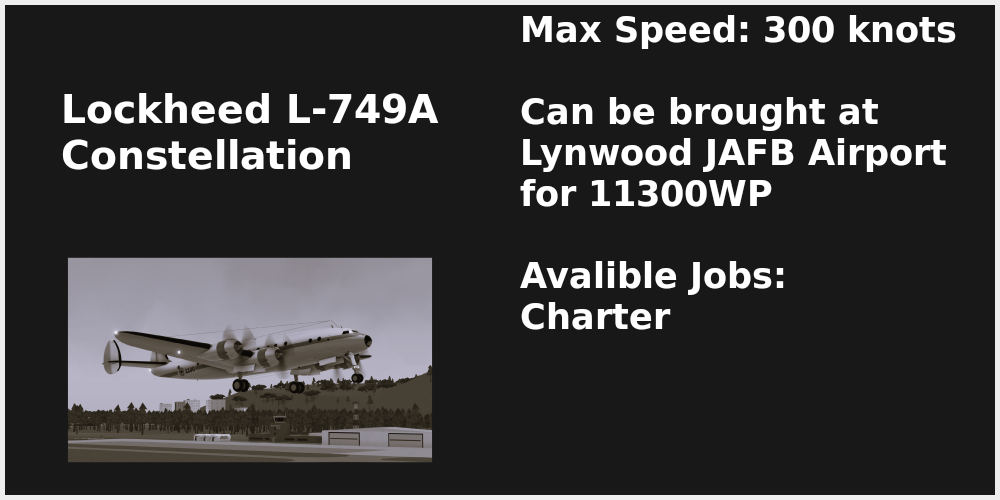 Lockheed L-749A
Constellation
Max Speed: 300 knots
Can be brought at
Lynwood JAFB Airport
for 11300WP
Avalible Jobs:
Charter